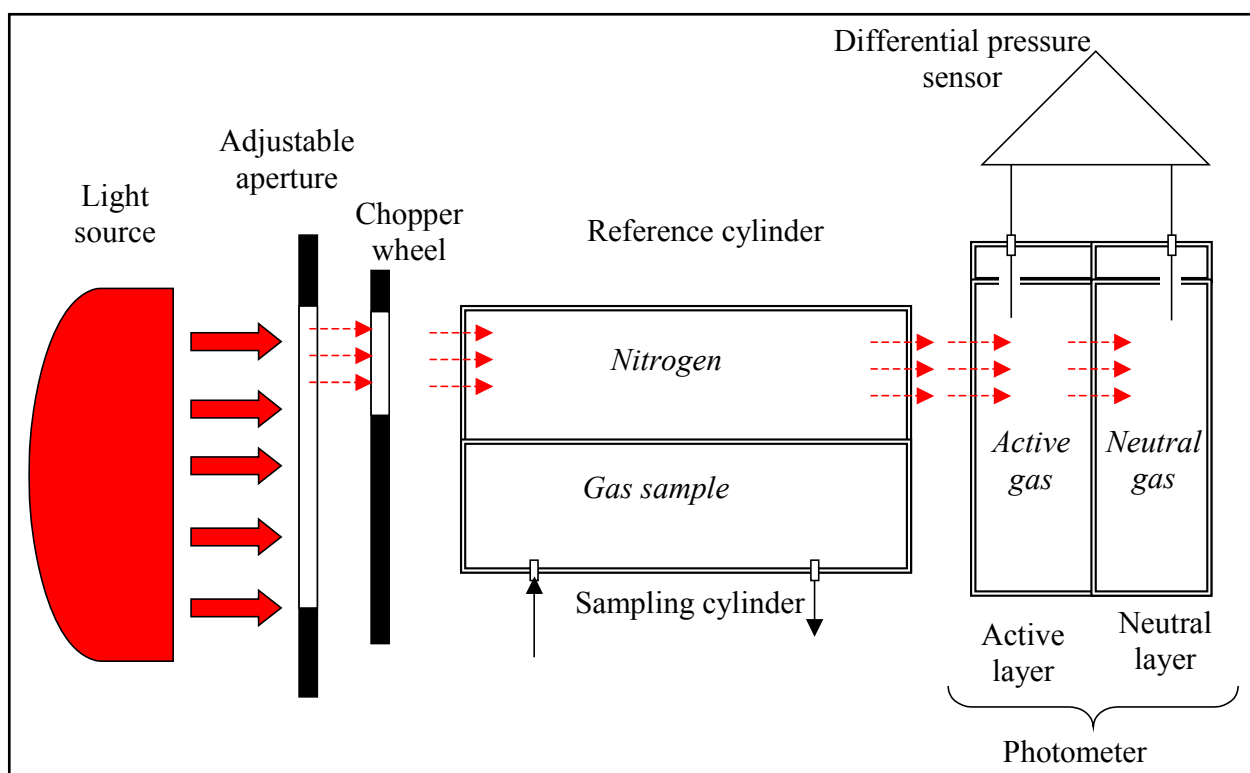 Differential pressure
sensor
Adjustable
aperture
Light
source
Chopper
wheel
Reference cylinder
Nitrogen
Gas sample
Sampling cylinder
Active
gas
Neutral
gas
Active
layer
Neutral
layer
Photometer